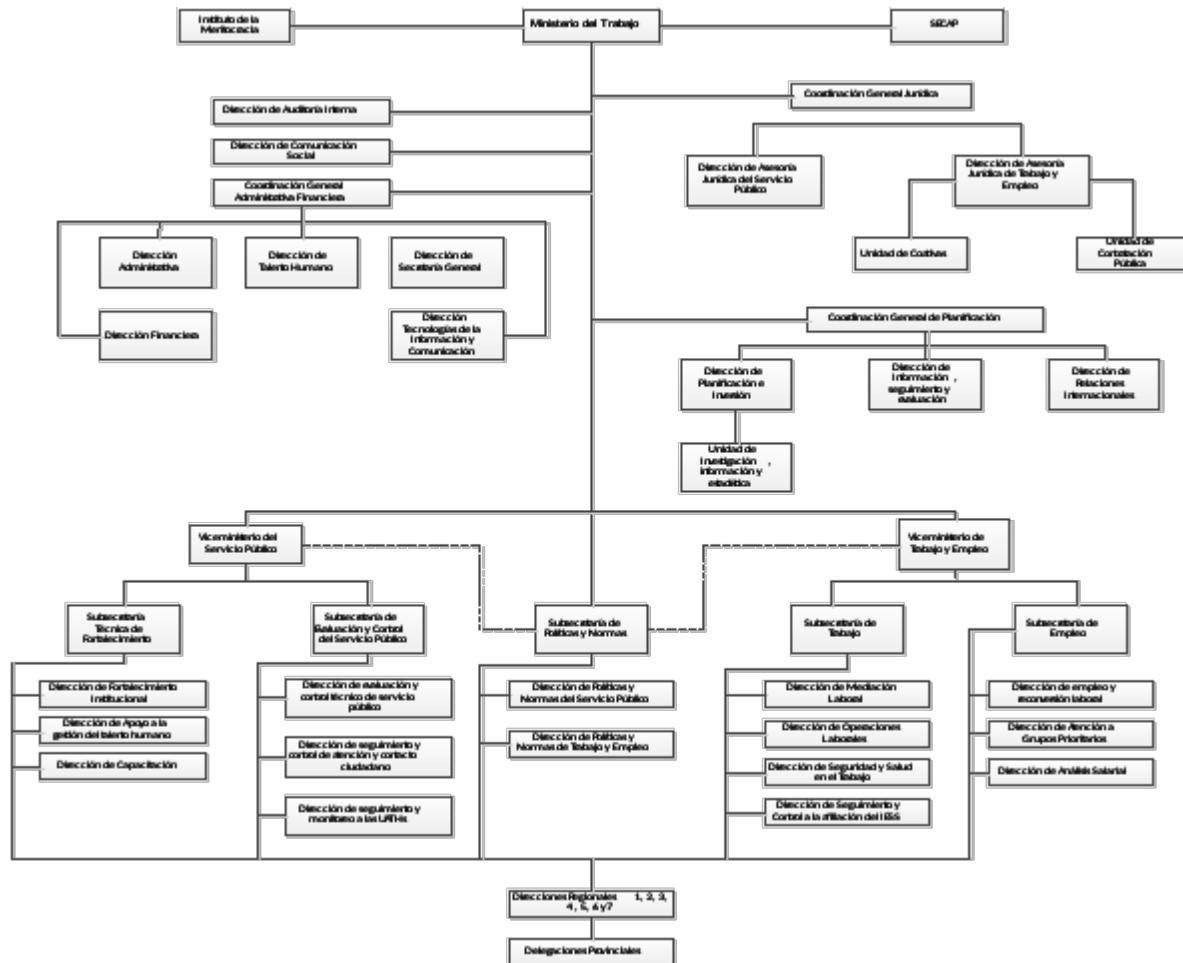 Instituto de la
Meritocracia
Ministerio del Trabajo
SECAP
Coordinación General Jurídica
Dirección de Auditoría Interna
Dirección de Comunicación
Social
Coordinación General
Administrativa Financiera
Dirección de Asesoría
Jurídica del Servicio
Público
Dirección de Asesoría
Jurídica de Trabajo y
Empleo
Dirección
Administrativa
Dirección de
Talento Humano
Dirección de
Secretaría General
Unidad de Coativas
Unidad de
Contratación
Pública
Dirección Financiera
Dirección
Tecnologías de la
Información y
Comunicación
Coordinación General de Planificación
Dirección de
Planificación e
Inversión
Dirección de
Información ,
seguimiento y
evaluación
Dirección de
Relaciones
Internacionales
Unidad de
Investigación ,
información y
estadítica
Viceministerio del
Servicio Público
Viceministerio de
Trabajo y Empleo
Subsecretaría
Técnica de
Fortalecimiento
Subsecretaría de
Evaluación y Control
del Servicio Público
Subsecretaría de
Políticas y Normas
Subsecretaría de
Trabajo
Subsecretaría de
Empleo
Dirección de Fortalecimiento
Institucional
Dirección de Apoyo a la
gestión del talento humano
Dirección de Capacitación
Dirección de evaluación y
control técnico de servicio
público
Dirección de seguimiento y
control de atención y contacto
ciudadano
Dirección de seguimiento y
monitoreo a las UATHs
Dirección de Políticas y
Normas del Servicio Público
Dirección de Políticas y
Normas de Trabajo y Empleo
Dirección de Mediación
Laboral
Dirección de Operaciones
Laborales
Dirección de Seguridad y Salud
en el Trabajo
Dirección de Seguimiento y
Control a la afiliación del IESS
Dirección de empleo y
reconversión laboral
Dirección de Atención a
Grupos Prioritarios
Dirección de Análisis Salarial
Direcciones Regionales 1, 2, 3,
4, 5, 6 y 7
Delegaciones Provinciales